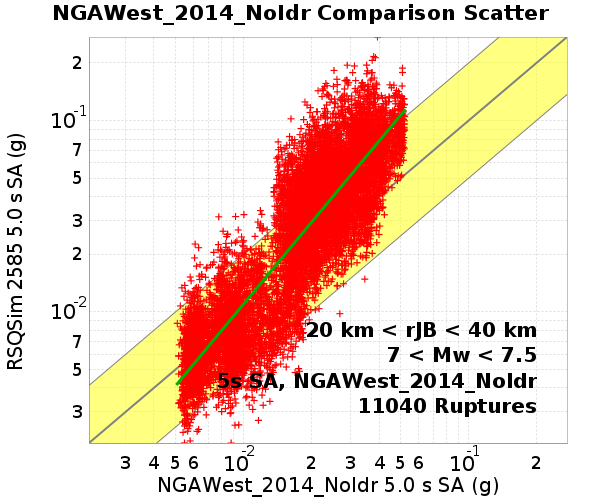 NGAWest_2014_NoIdr Comparison Scatter
RSQSim 2585 5.0 s SA (g)
2
10-1
7
5
3
2
10-2
7
5
3
20 km < rJB < 40 km
7 < Mw < 7.5
5s SA, NGAWest_2014_NoIdr
11040 Ruptures
3 4 5 6 10-2 2 3 4 5 6 10-1 2
NGAWest_2014_NoIdr 5.0 s SA (g)